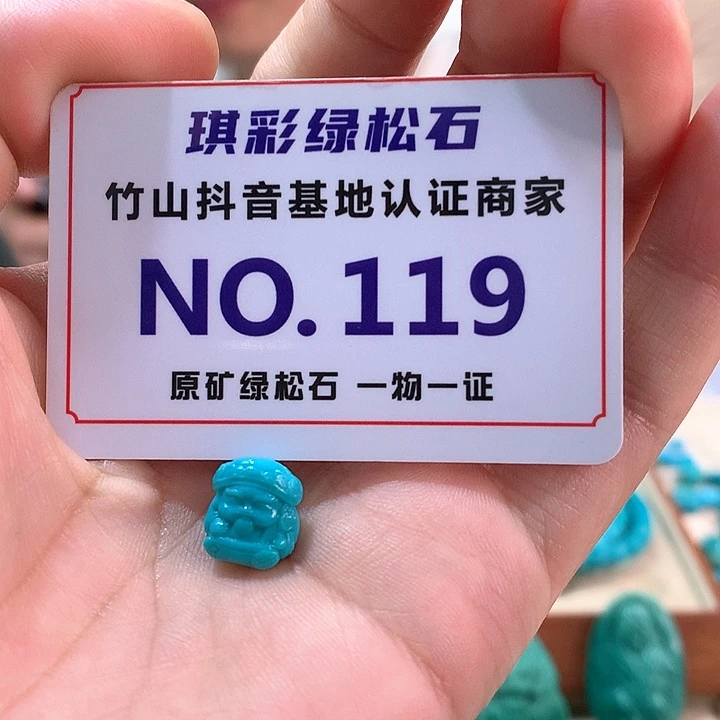 琪彩绿松石
竹山抖音基地认证商家
NO.119
原矿绿松石 一物一证